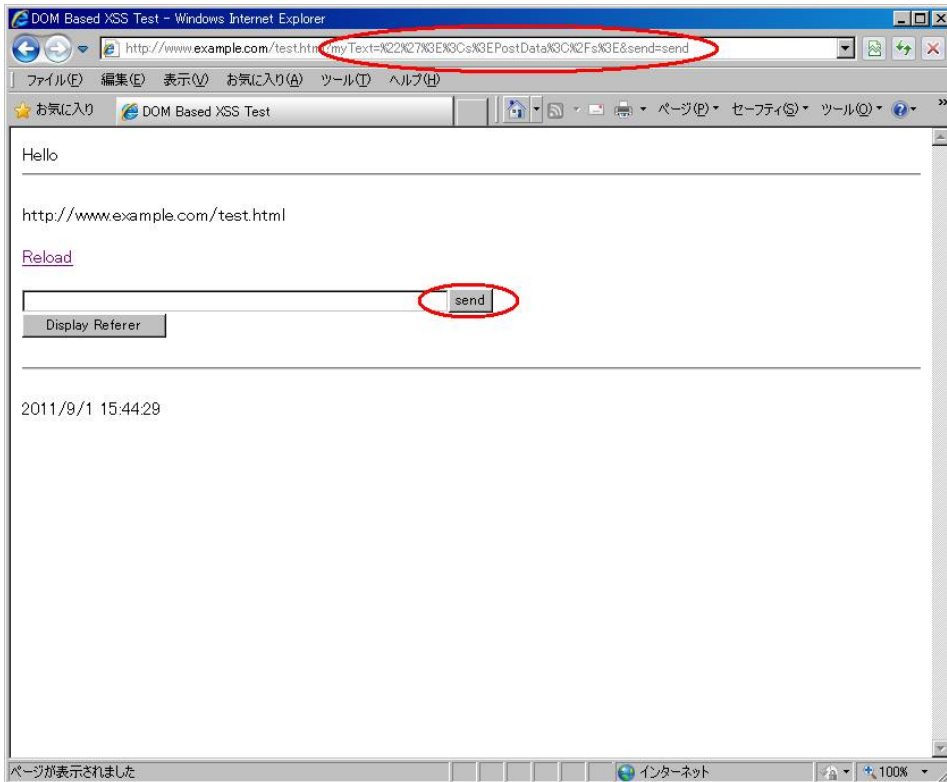 DOM Based XSS Test - Windows Internet Explorer
http://www.example.com/test.html?myText=%22%27%3E%3Cs%3EPostData%3C%2Fs%3E&send=send
ファイル(F) 編集(E) 表示(V) お気に入り(A) ツール(T) ヘルプ(H)
お気に入り DOM Based XSS Test ページ(P) セーフティ(S) ツール(O) »
Hello
http://www.example.com/test.html
Reload
send
Display Referer
2011/9/1 15:44:29
ページが表示されました インターネット 100%